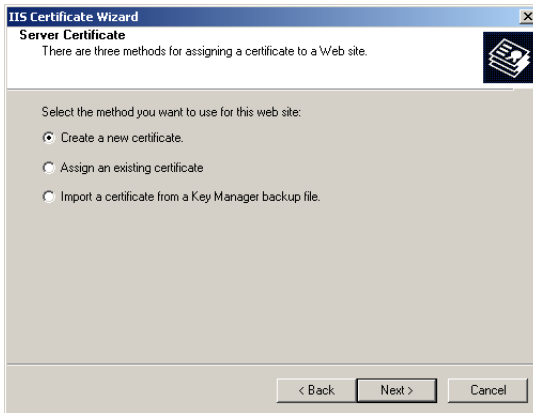 IIS Certificate Wizard
Server Certificate
There are three methods for assigning a certificate to a Web site.
Select the method you want to use for this web site:
Create a new certificate.
Assign an existing certificate
Import a certificate from a Key Manager backup file.
< Back Next > Cancel